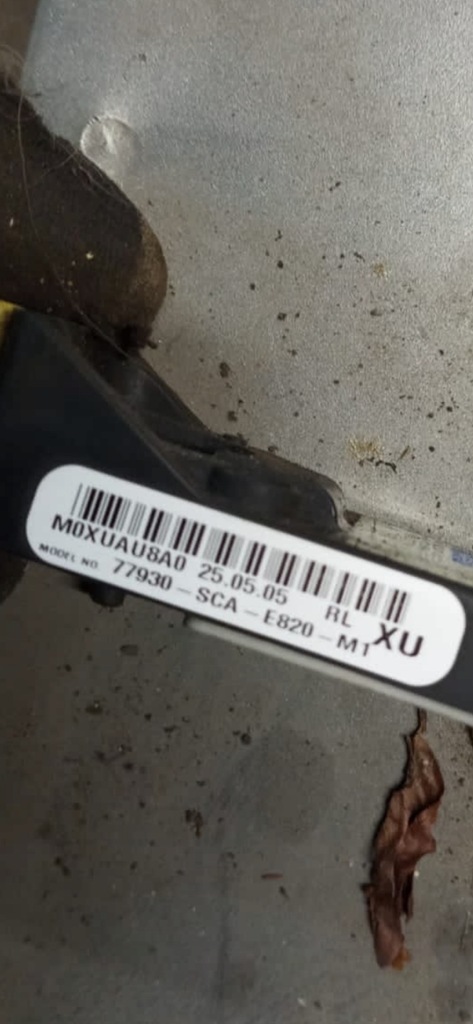 M0XUAU8A0 25.05.05 RL XU
MODEL NO. 77930-SCA-E820-M1